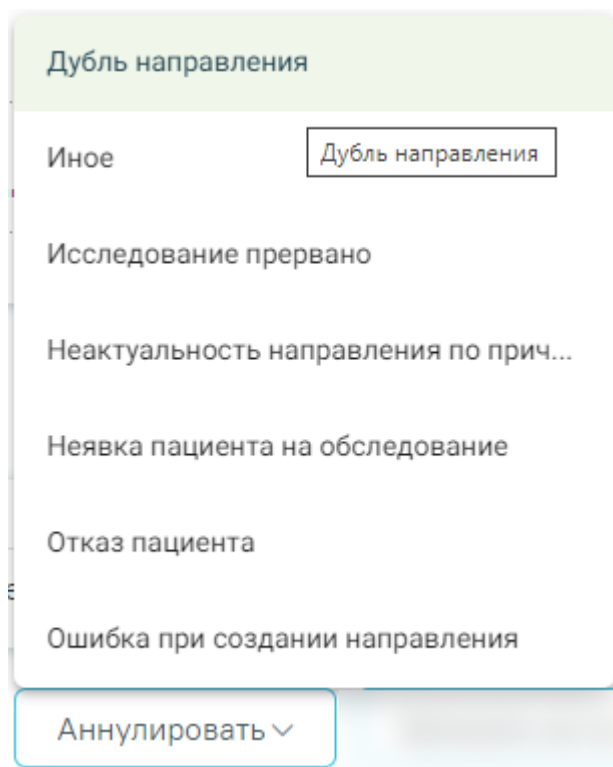 Дубль направления
Иное
Дубль направления
Исследование прервано
Неактуальность направления по прич...
Неявка пациента на обследование
Отказ пациента
Ошибка при создании направления
Аннулировать